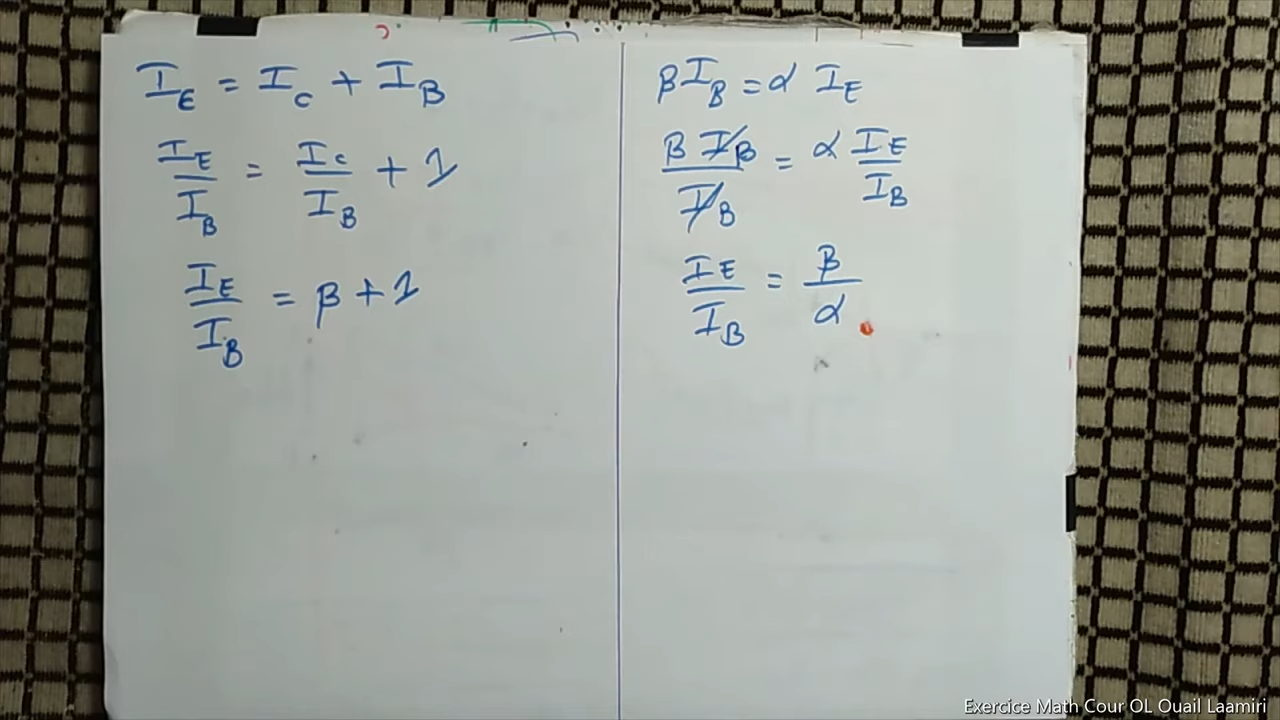 I_E = I_C + I_B
I_E/I_B = I_C/I_B + 1
I_E/I_B = β + 1
βI_B = α I_E
β I_B/I_B = α I_E/I_B
I_E/I_B = β/α
Exercice Math Cour OL Ouail Laamiri